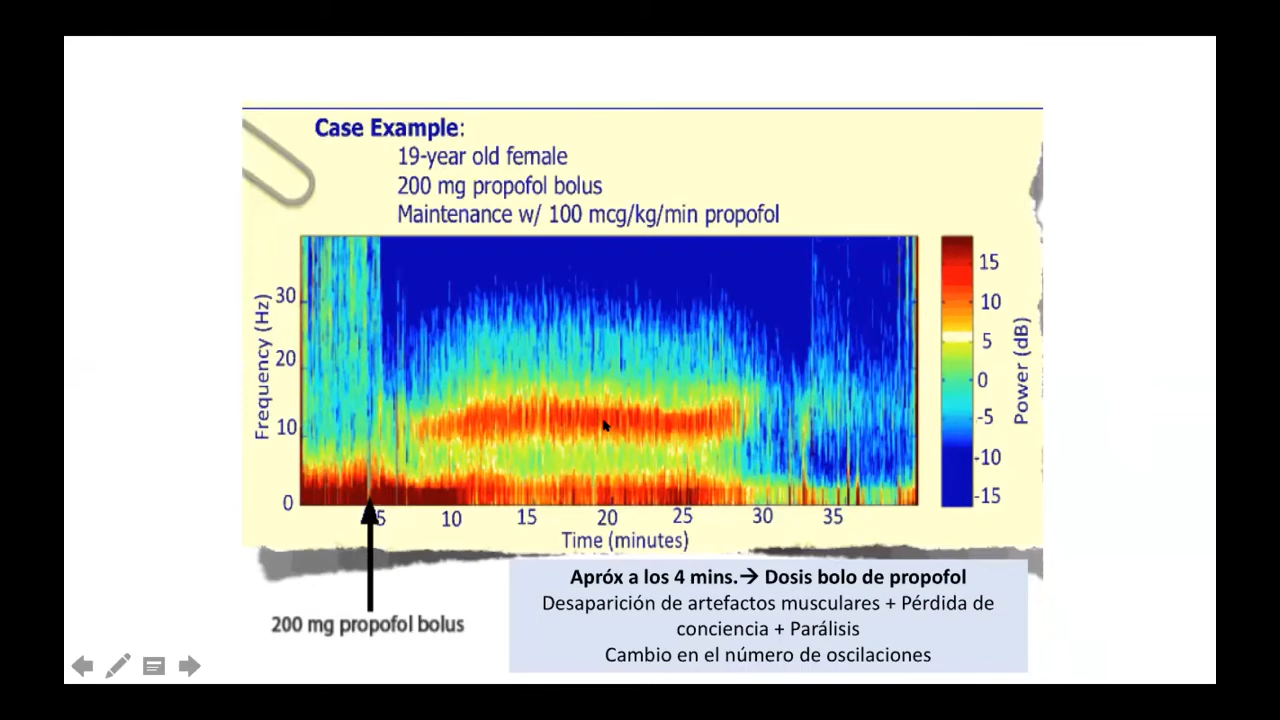 Case Example:
19-year old female
200 mg propofol bolus
Maintenance w/ 100 mcg/kg/min propofol
Frequency (Hz)
30
20
10
0
5
10
15
20
25
30
35
Time (minutes)
15
10
5
0
-5
-10
-15
Power (dB)
200 mg propofol bolus
Apróx a los 4 mins.→ Dosis bolo de propofol
Desaparición de artefactos musculares + Pérdida de
conciencia + Parálisis
Cambio en el número de oscilaciones